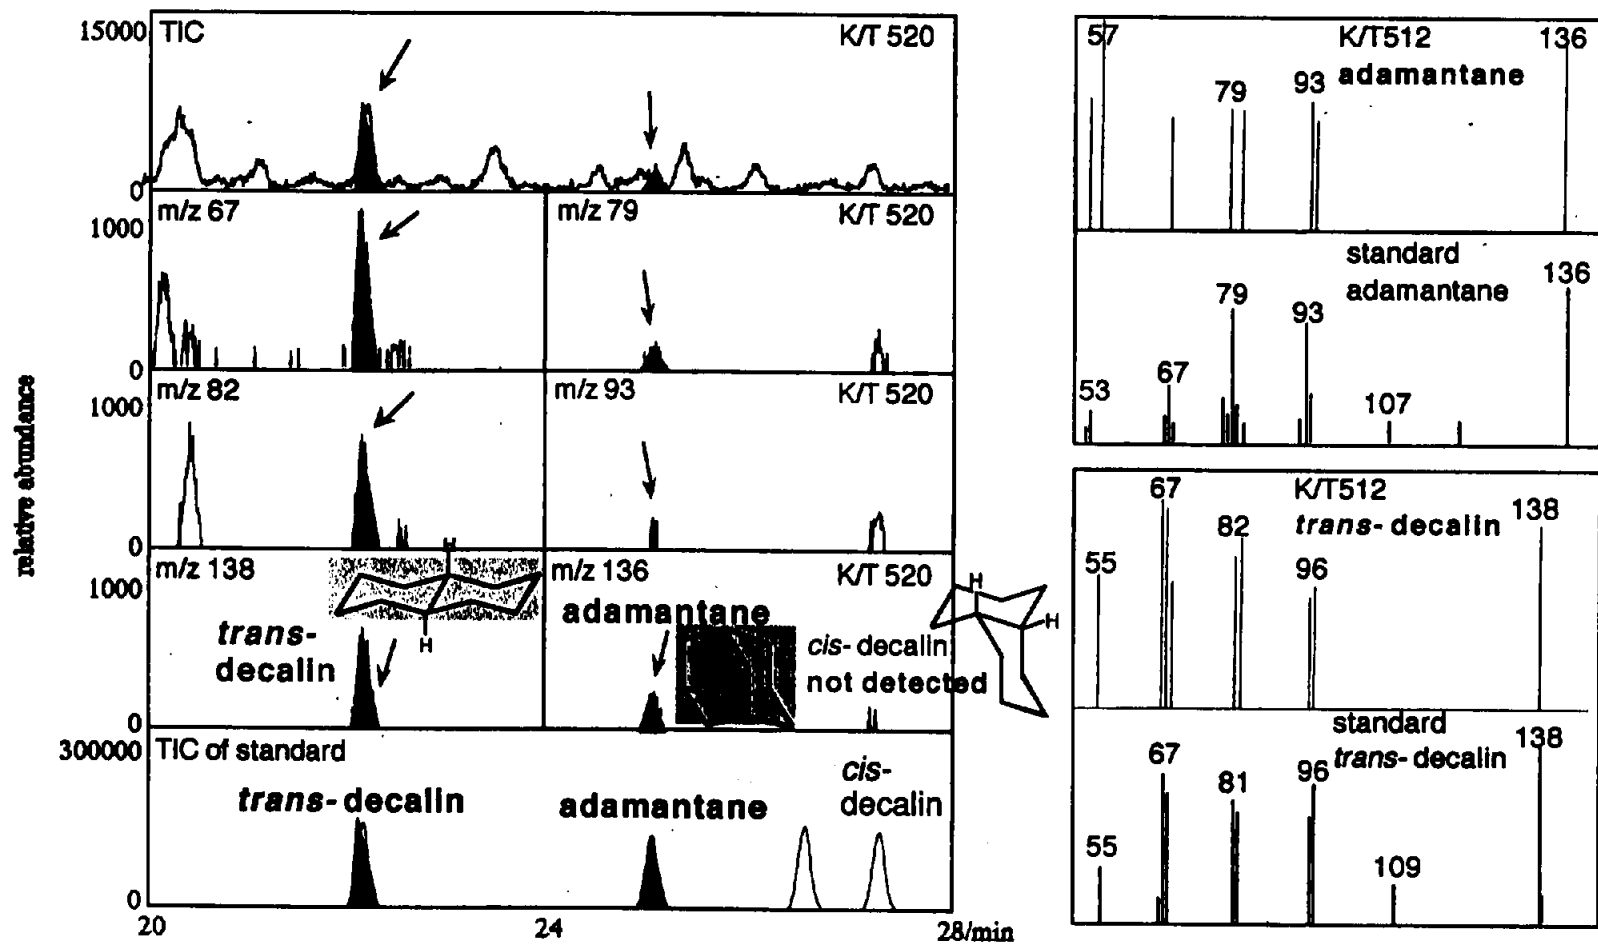 relative abundance
15000 TIC K/T 520
0
1000 m/z 67 m/z 79 K/T 520
0
1000 m/z 82 m/z 93 K/T 520
0
1000 m/z 138 m/z 136 K/T 520
H
H
trans-
decalin
adamantane
cis- decalin
not detected
H
H
0
300000 TIC of standard
trans- decalin
adamantane
cis-
decalin
0
20 24 28/min
57 K/T512 136
adamantane
79 93
standard
adamantane
136
79 93
67
53 107
67 K/T512
trans- decalin
138
82
55 96
standard
trans- decalin
138
67 81 96
55 109